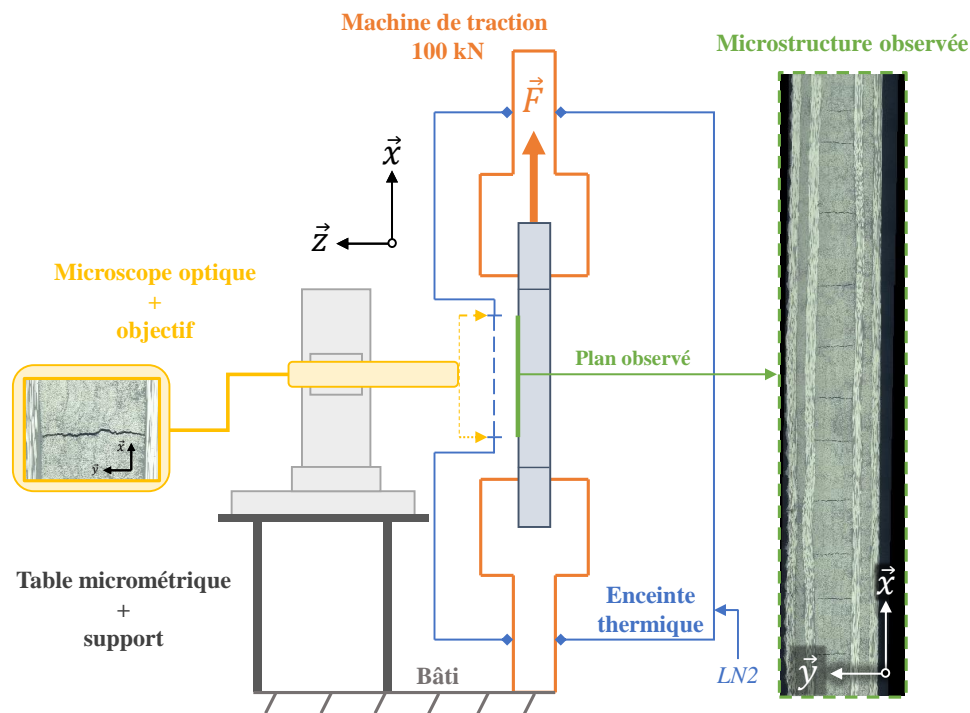 Machine de traction
100 kN
Microstructure observée
F
x
z
Microscope optique
+
objectif
Plan observé
x
y
Table micrométrique
+
support
Enceinte
thermique
x
y
LN2
Bâti